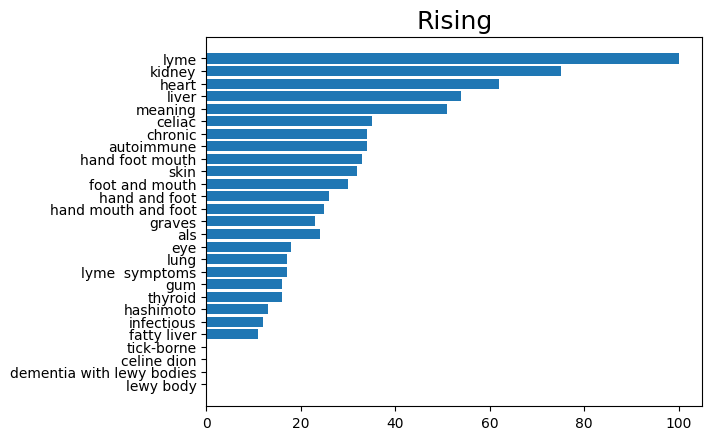 Rising
lyme
kidney
heart
liver
meaning
celiac
chronic
autoimmune
hand foot mouth
skin
foot and mouth
hand and foot
hand mouth and foot
graves
als
eye
lung
lyme  symptoms
gum
thyroid
hashimoto
infectious
fatty liver
tick-borne
celine dion
dementia with lewy bodies
lewy body
0 20 40 60 80 100